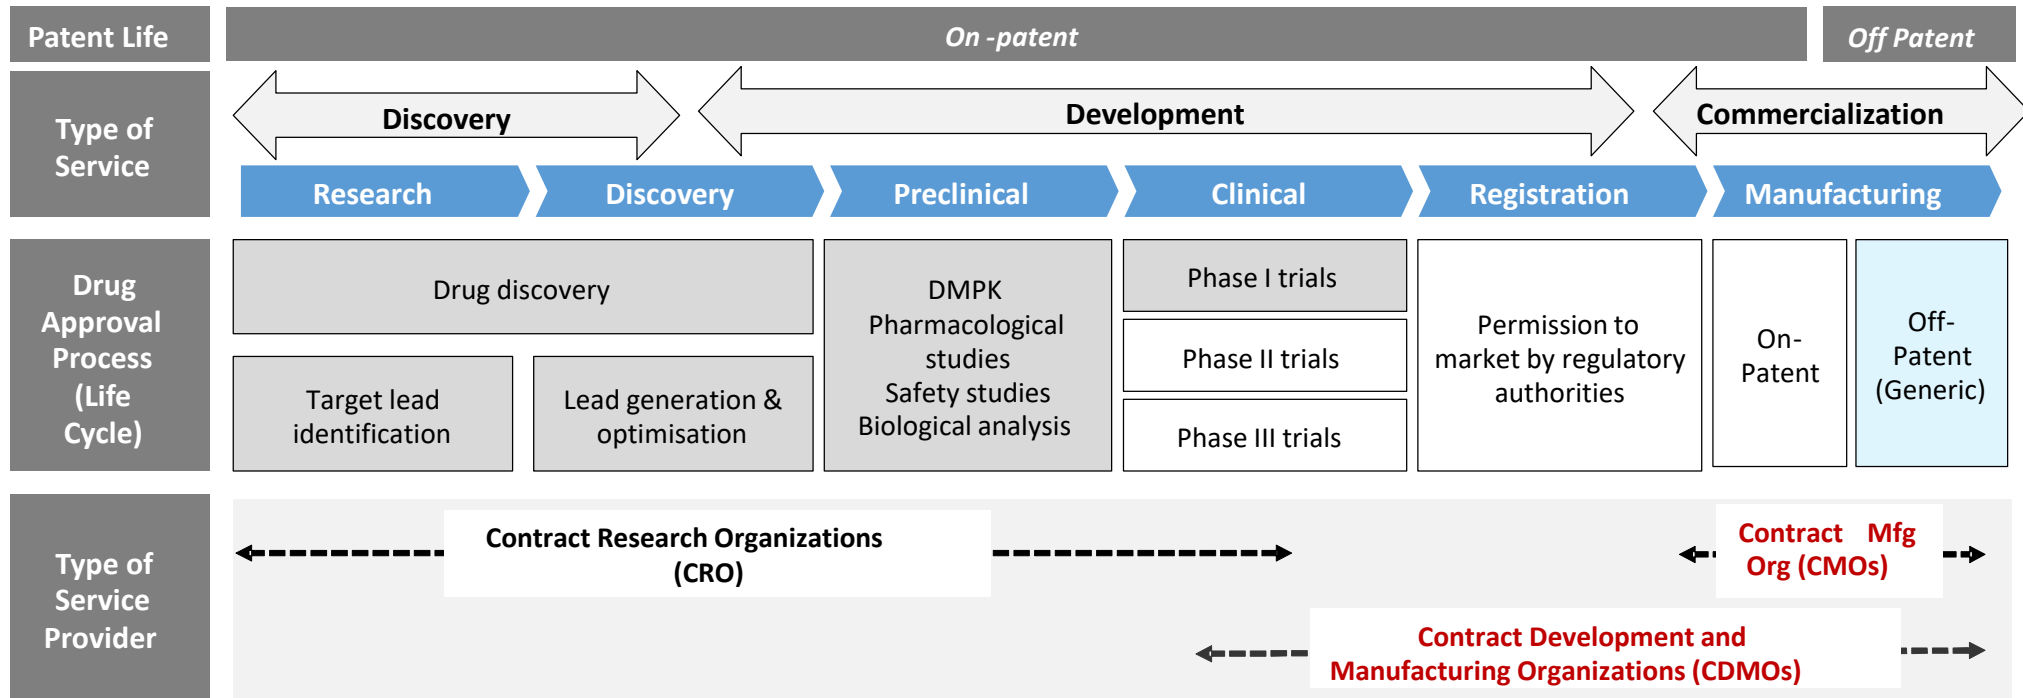 Patent Life
On -patent
Off Patent
Type of
Service
Discovery
Development
Commercialization
Research
Discovery
Preclinical
Clinical
Registration
Manufacturing
Drug
Approval
Process
(Life
Cycle)
Drug discovery
Target lead
identification
Lead generation &
optimisation
DMPK
Pharmacological
studies
Safety studies
Biological analysis
Phase I trials
Phase II trials
Phase III trials
Permission to
market by regulatory
authorities
On-
Patent
Off-
Patent
(Generic)
Type of
Service
Provider
Contract Research Organizations
(CRO)
Contract Mfg
Org (CMOs)
Contract Development and
Manufacturing Organizations (CDMOs)